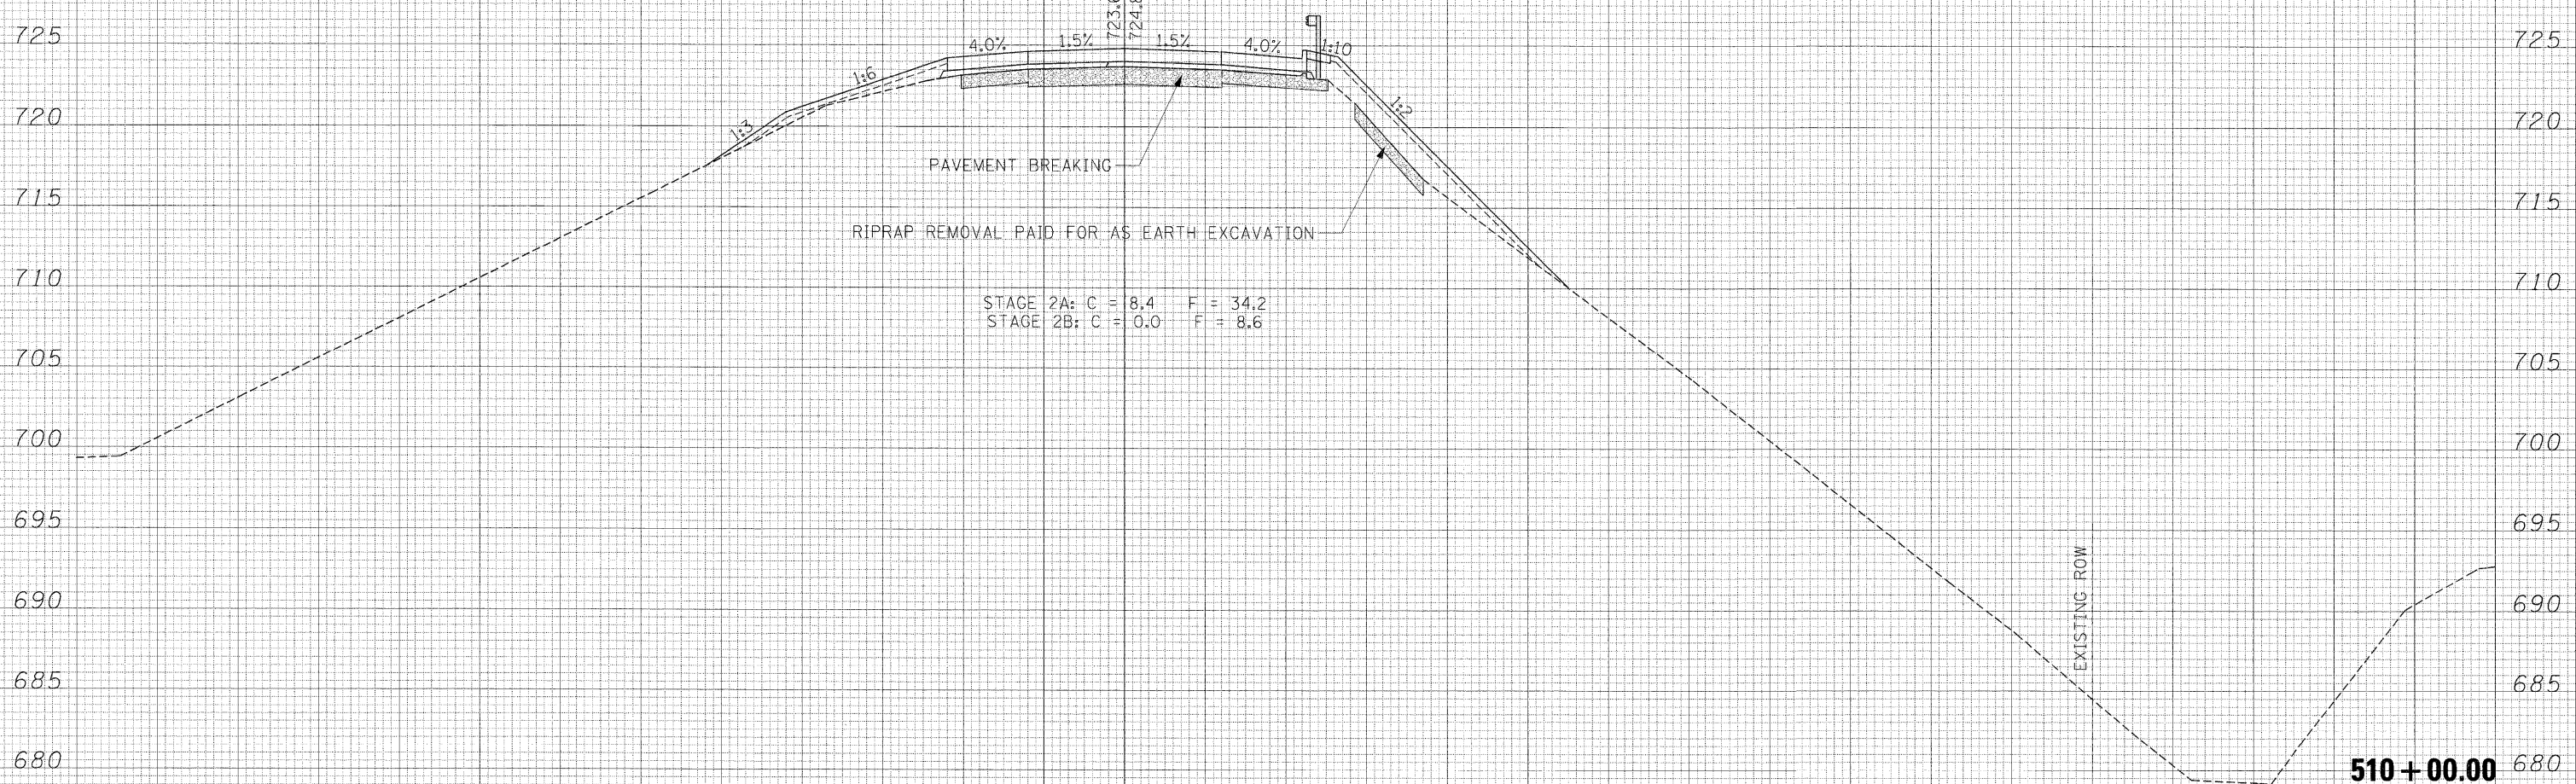 725 4.0% 1.5% 1.5% 4.0% 1:10 725
1:6
1:2
720 1:3 720
PAVEMENT BREAKING
715 715
RIPRAP REMOVAL PAID FOR AS EARTH EXCAVATION
710 710
STAGE 2A: C = 8.4 F = 34.2
STAGE 2B: C = 0.0 F = 8.6
705 705
700 700
695 695
EXISTING ROW
690 690
685 685
680 510+00.00 680